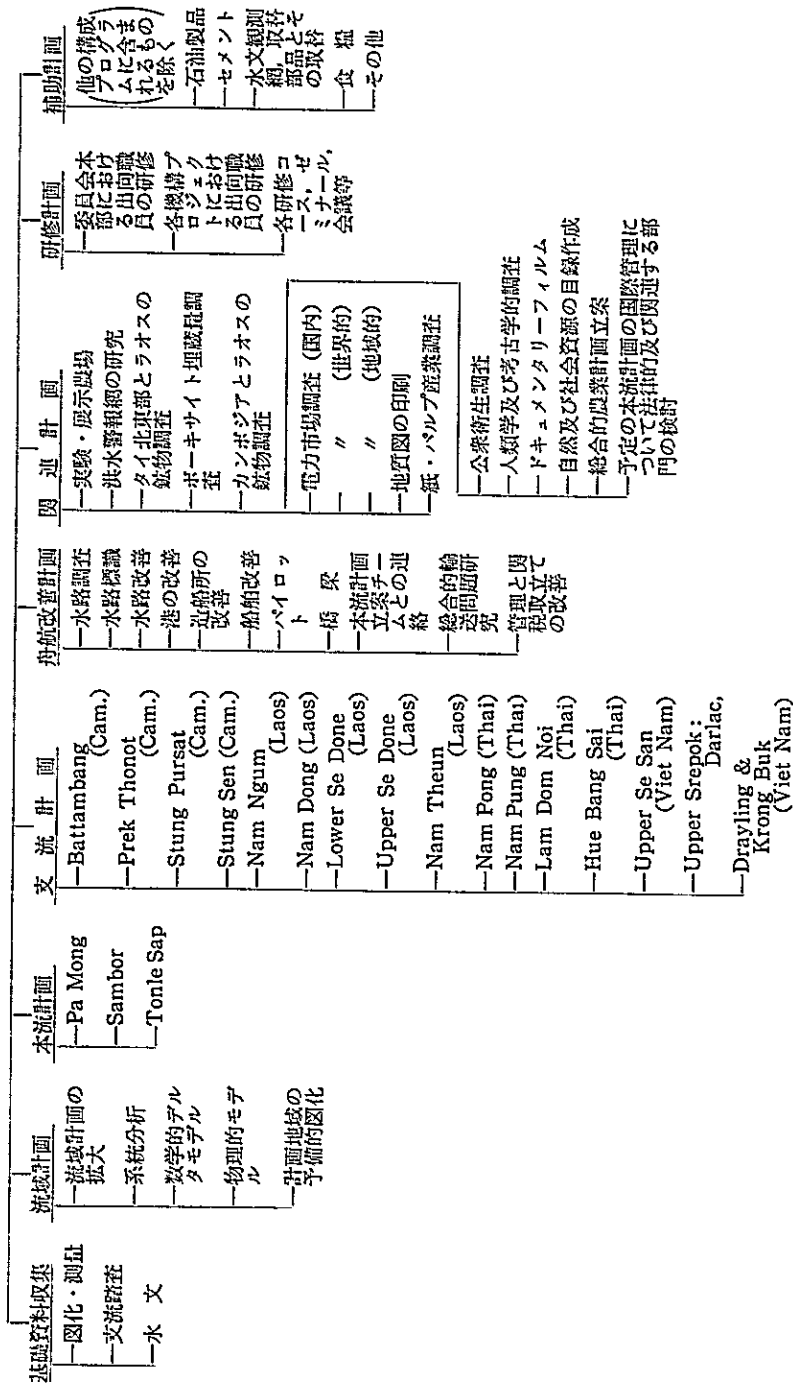 基礎資料収集
図化・測量
支流踏査
水 文
流域計画
流域計画の
拡大
系統分析
数学的デル
タモデル
物理的モデ
ル
計画地域の
予備的図化
本流計画
Pa Mong
Sambor
Tonle Sap
支 流 計 画
Battambang
(Cam.)
Prek Thonot
(Cam.)
Stung Pursat
(Cam.)
Stung Sen (Cam.)
Nam Ngum
(Laos)
Nam Dong (Laos)
Lower Se Done
(Laos)
Upper Se Done
(Laos)
Nam Theun
(Laos)
Nam Pong (Thai)
Nam Pung (Thai)
Lam Dom Noi
(Thai)
Hue Bang Sai
(Thai)
Upper Se San
(Viet Nam)
Upper Srepok:
Darlac,
Drayling &
Krong Buk
(Viet Nam)
舟航改善計画
水路調査
水路標識
水路改善
港の改善
造船所の
改善
船舶改善
パイロッ
ト
橋 梁
本流計画
立案チー
ムとの連
絡
総合的輸
送問題研
究
管理と関
税取立て
の改善
関 連 計 画
実験・展示農場
洪水警報網の研究
タイ北東部とラオスの
鉱物調査
ボーキサイト埋蔵量調
査
カンボジアとラオスの
鉱物調査
電力市場調査 (国内)
〃 (世界的)
〃 (地域的)
地質図の印刷
紙・パルプ産業調査
公衆衛生調査
人類学及び考古学的調査
ドキュメンタリーフィルム
自然及び社会資源の目録作成
総合的農業計画立案
予定の本流計画の国際管理に
ついて法律的及び関連する部
門の検討
研修計画
委員会本
部におけ
る出向職
員の研修
各機構プ
ロジェク
トにおけ
る出向職
員の研修
各研修コ
ース, ゼ
ミナール,
会議等
補助計画
(他の構成
プログラ
ムに含ま
れるもの
を除く)
石油製品
セメント
水文観測
網, 取替
部品とそ
の取替
食 糧
その他